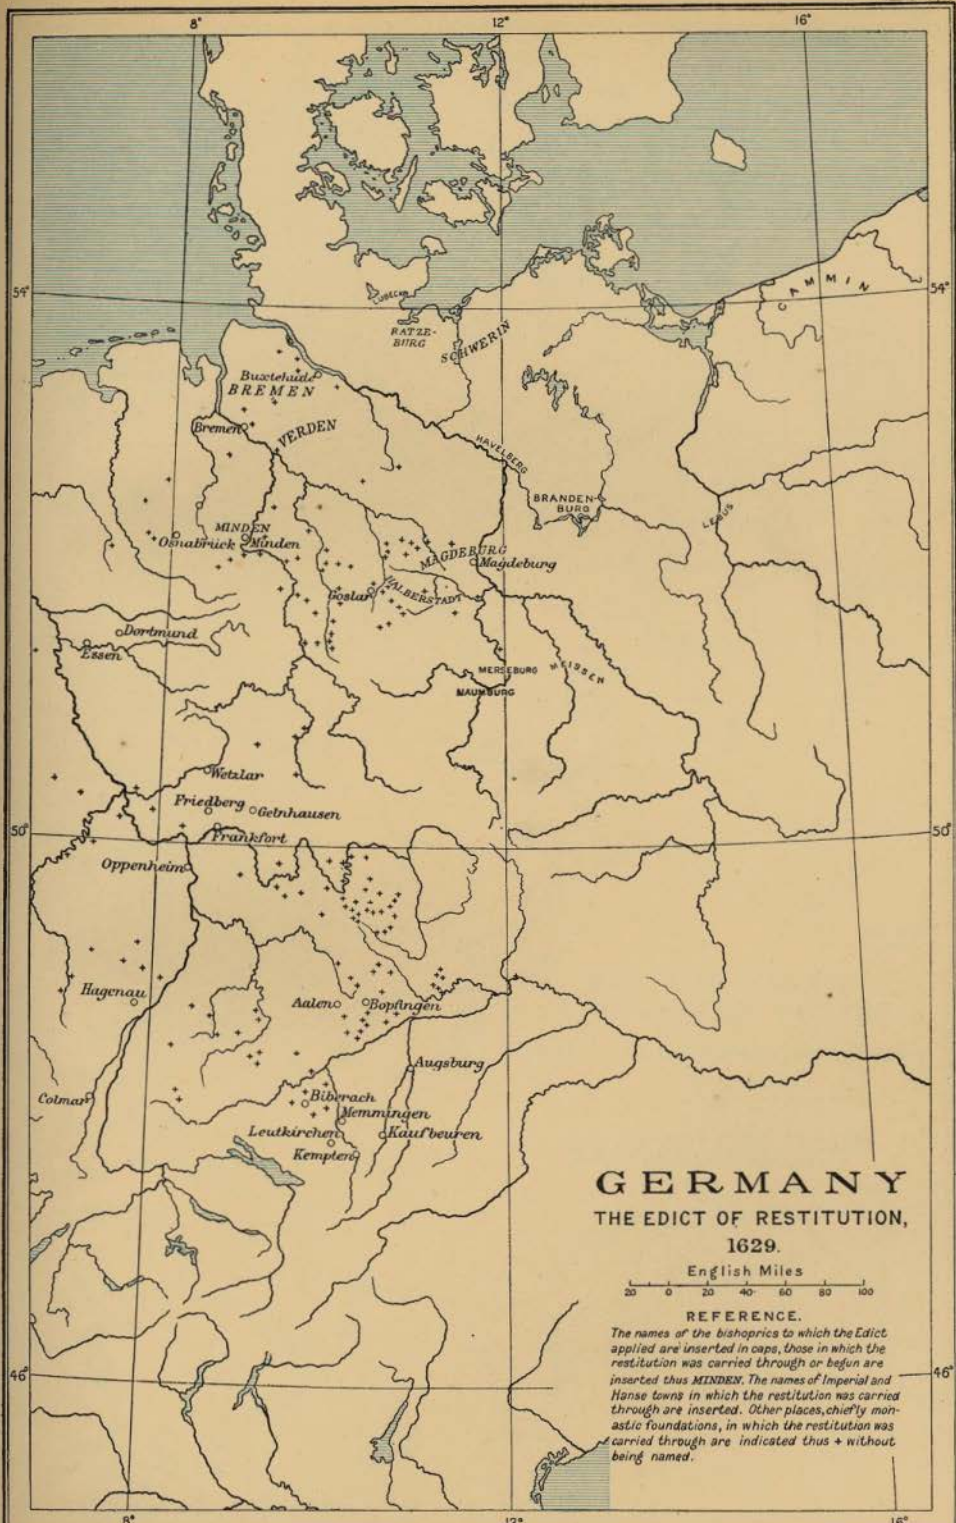 8° 12° 16°
54° 54°
CAMMIN
LÜBECK
RATZE-
BURG
SCHWERIN
Buxtehude
BREMEN
Bremen
VERDEN
HAVELBERG
BRANDEN-
BURG
LEBUS
MINDEN
Osnabrück Minden
MAGDEBURG
Magdeburg
Goslar
HALBERSTADT
Dortmund
Essen
MERSEBURG
MEISSEN
NAUMBURG
Wetzlar
Friedberg
Gelnhausen
50° 50°
Frankfort
Oppenheim
Hagenau
Aalen Bopfingen
Augsburg
Colmar
Biberach
Memmingen
Leutkirchen Kaufbeuren
Kempten
GERMANY
THE EDICT OF RESTITUTION,
1629.
English Miles
20 0 20 40 60 80 100
REFERENCE.
The names of the bishoprics to which the Edict
applied are inserted in caps, those in which the
restitution was carried through or begun are
inserted thus MINDEN. The names of Imperial and
Hanse towns in which the restitution was carried
through are inserted. Other places, chiefly mon-
astic foundations, in which the restitution was
carried through are indicated thus + without
being named.
46° 46°
8° 12° 16°